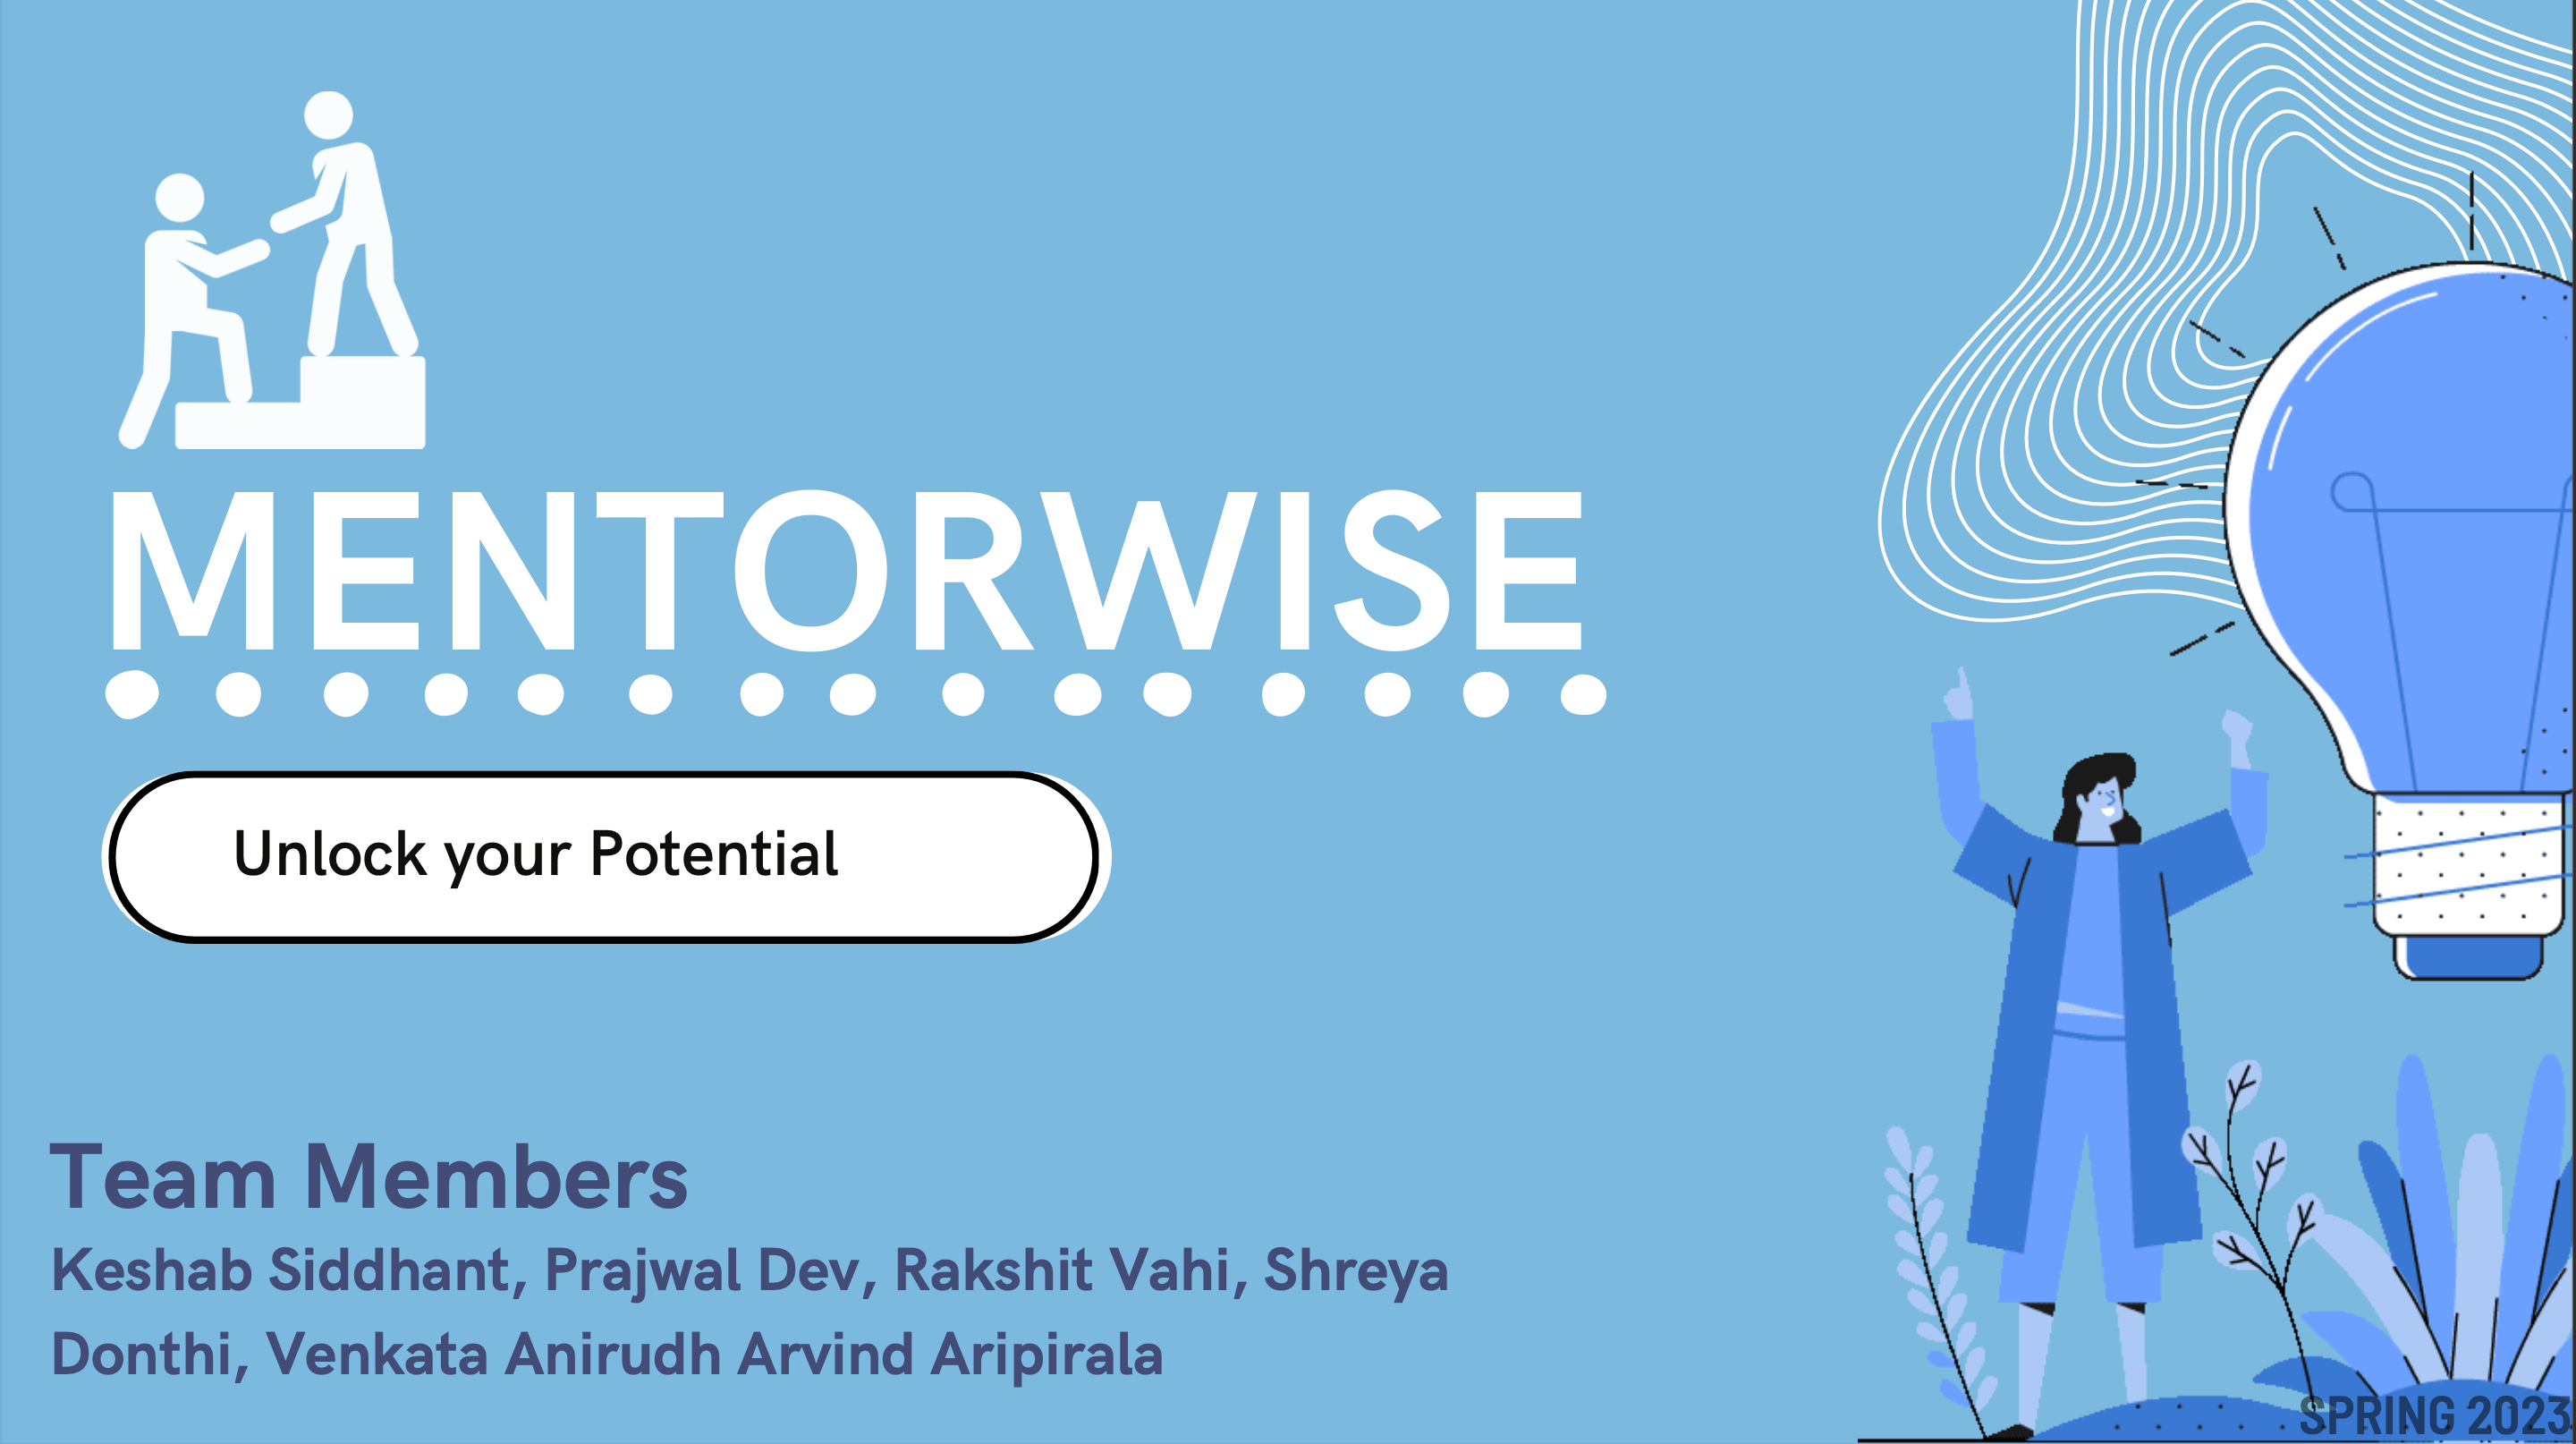 MENTORWISE
Unlock your Potential
Team Members
Keshab Siddhant, Prajwal Dev, Rakshit Vahi, Shreya
Donthi, Venkata Anirudh Arvind Aripirala
SPRING 2023